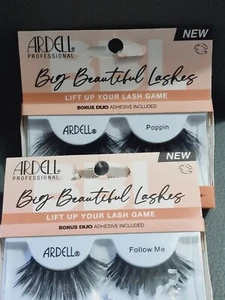 ARDELL
PROFESSIONAL
NEW
Big Beautiful Lashes
LIFT UP YOUR LASH GAME
BONUS DUO ADHESIVE INCLUDED
ARDELL®
Poppin
ARDELL
PROFESSIONAL
NEW
Big Beautiful Lashes
LIFT UP YOUR LASH GAME
BONUS DUO ADHESIVE INCLUDED
ARDELL®
Follow Me